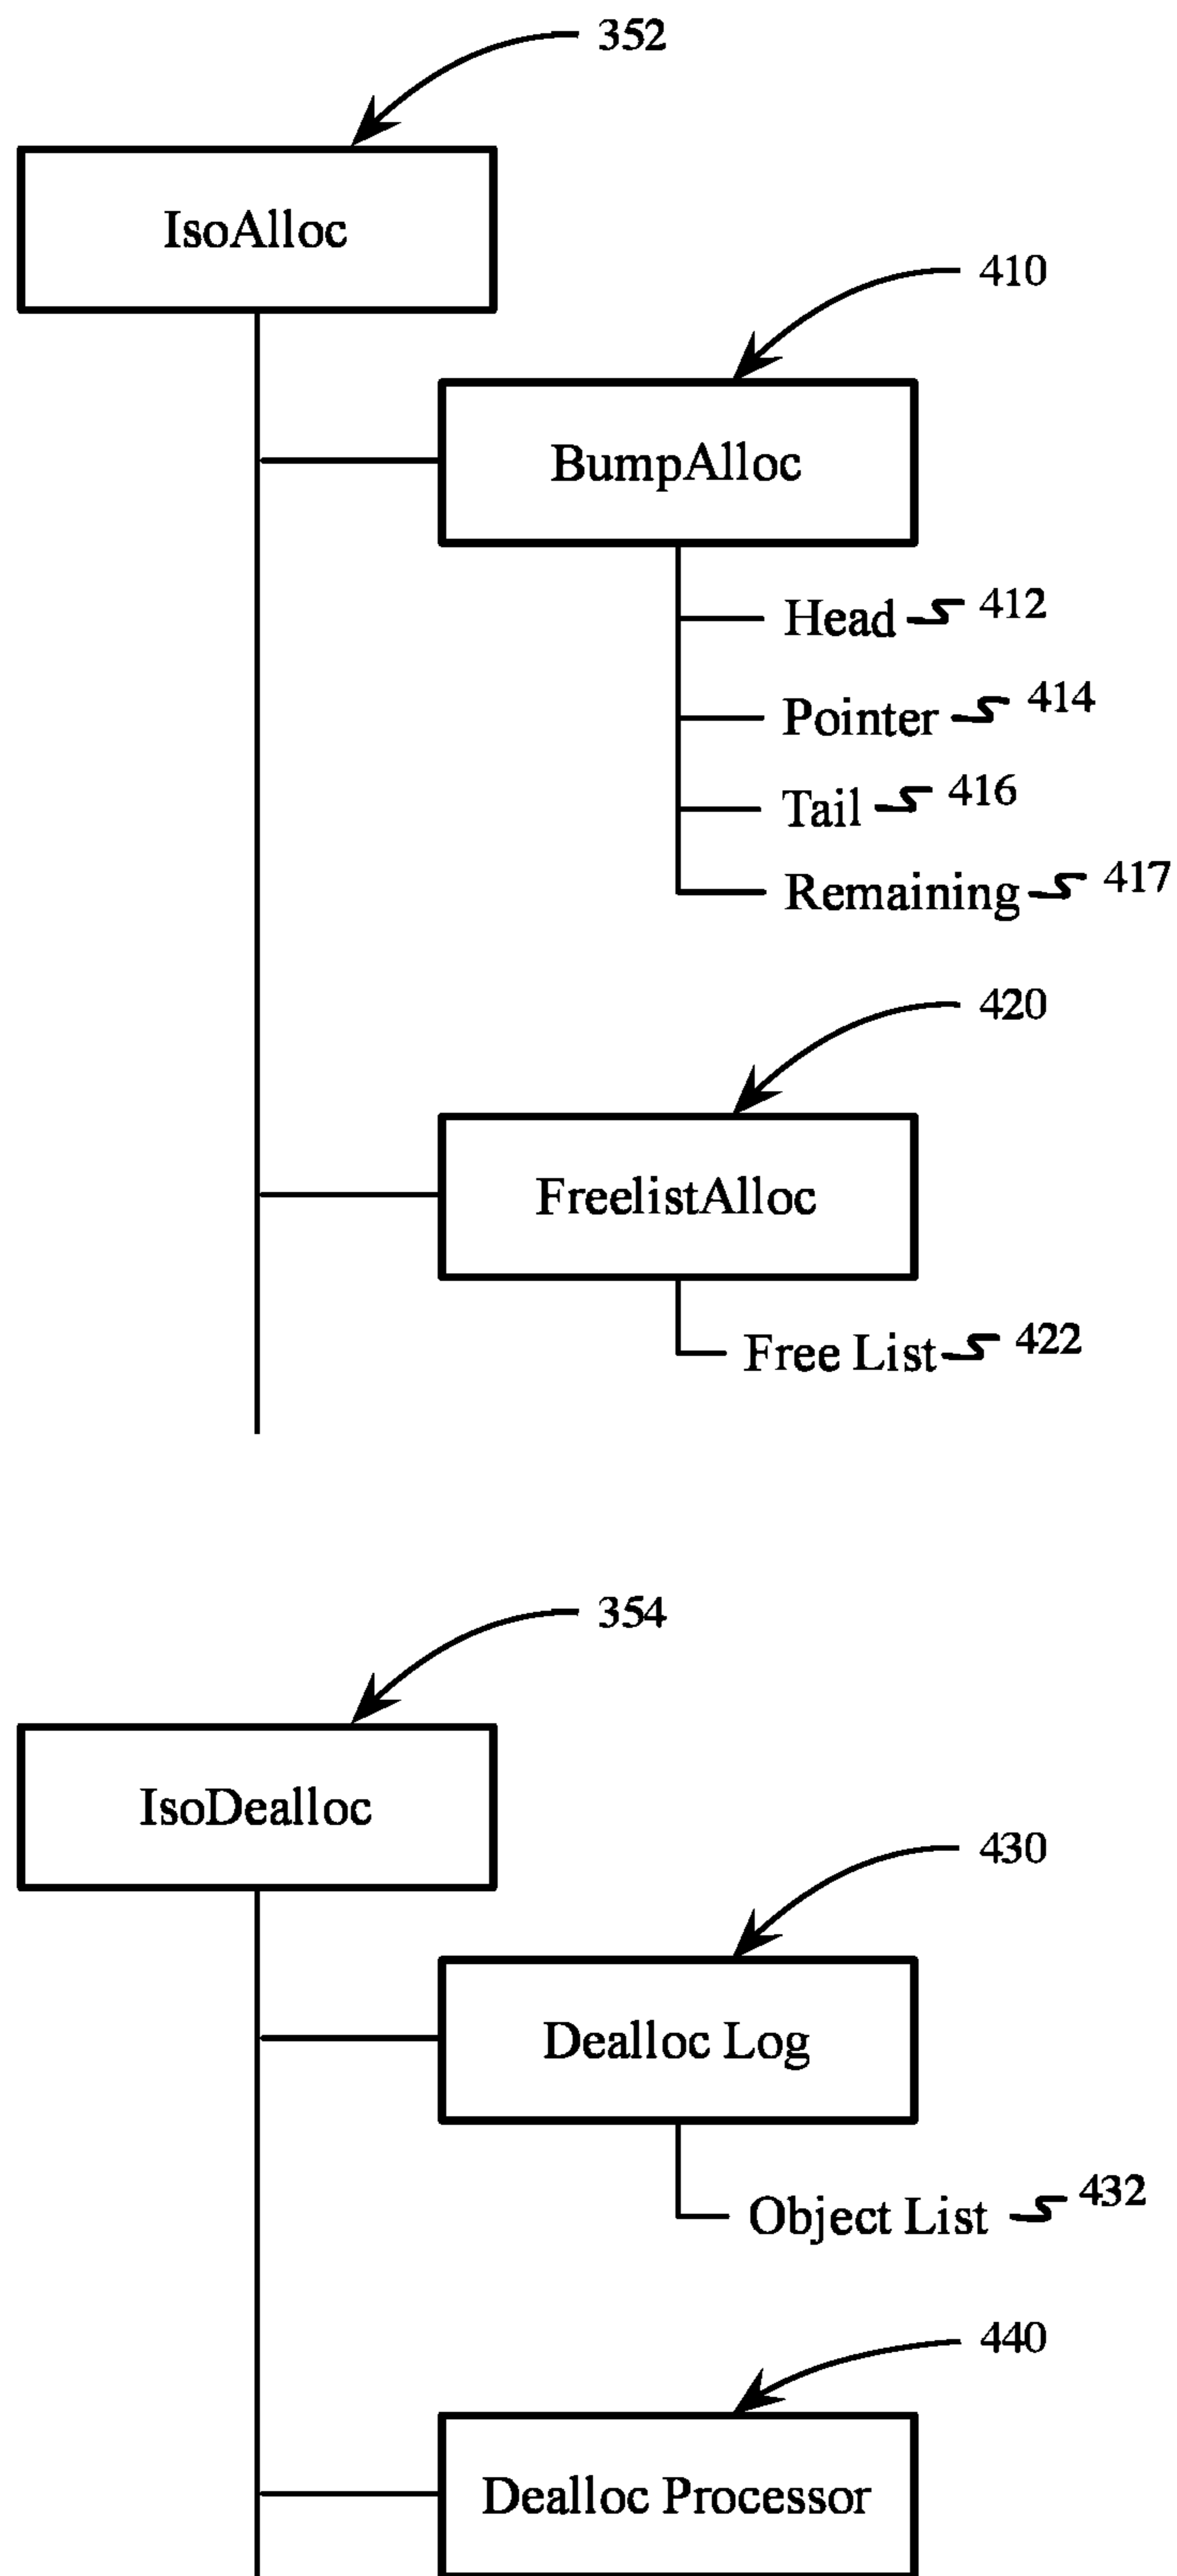 352
IsoAlloc
410
BumpAlloc
Head 412
Pointer 414
Tail 416
Remaining 417
420
FreelistAlloc
Free List 422
354
IsoDealloc
430
Dealloc Log
Object List 432
440
Dealloc Processor